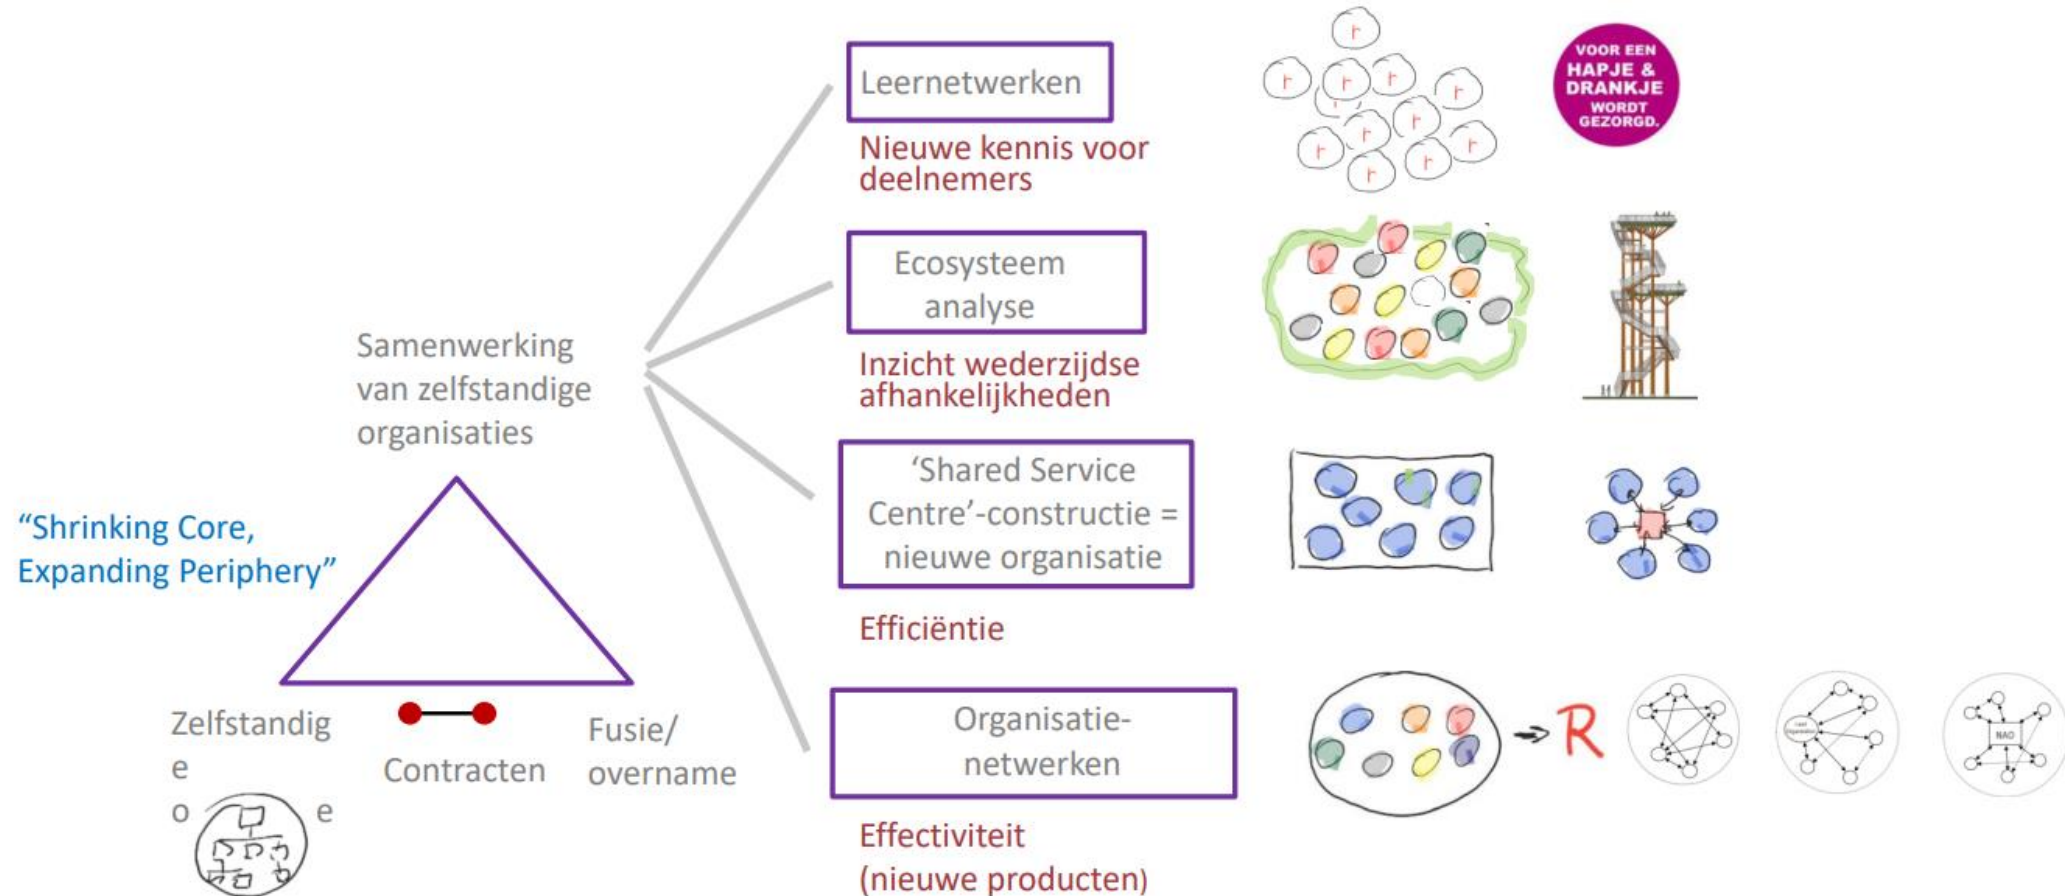 Leernetwerken
Nieuwe kennis voor
deelnemers
r
r
r
r
r
r
r
r
r
r
r
VOOR EEN
HAPJE &
DRANKJE
WORDT
GEZORGD.
Ecosysteem
analyse
Inzicht wederzijdse
afhankelijkheden
Samenwerking
van zelfstandige
organisaties
“Shrinking Core,
Expanding Periphery”
‘Shared Service
Centre’-constructie =
nieuwe organisatie
Efficiëntie
Zelfstandig
e
o e
Contracten
Fusie/
overname
Organisatie-
netwerken
Effectiviteit
(nieuwe producten)
R
Lead
Organization
NAO